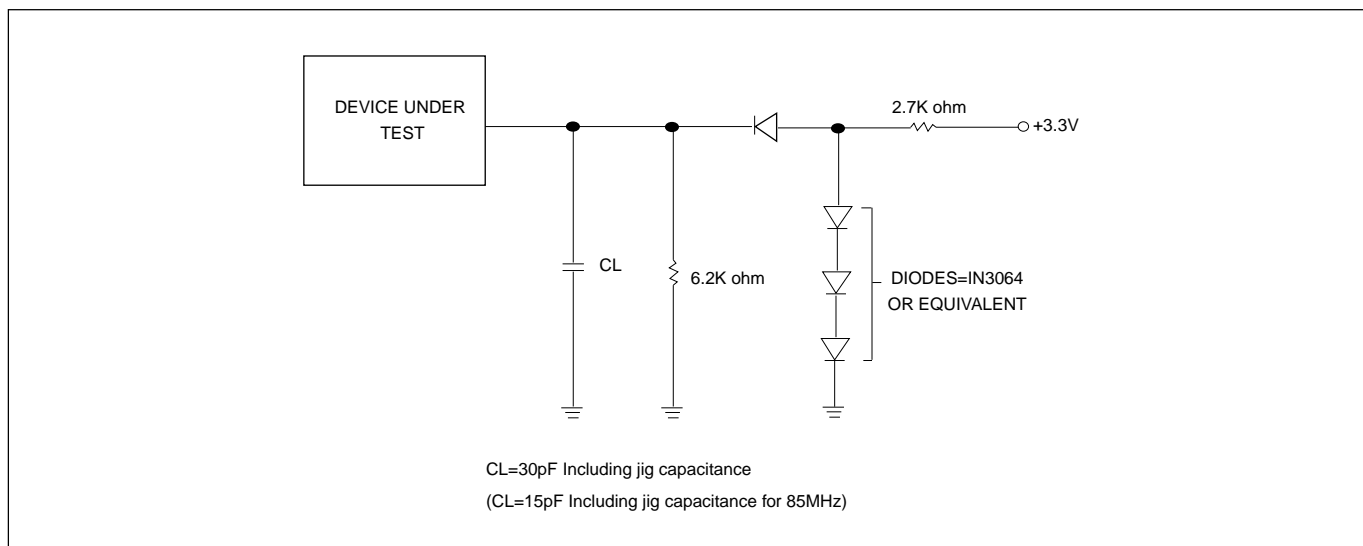 DEVICE UNDER
TEST
2.7K ohm
+3.3V
CL
6.2K ohm
DIODES=IN3064
OR EQUIVALENT
CL=30pF Including jig capacitance
(CL=15pF Including jig capacitance for 85MHz)